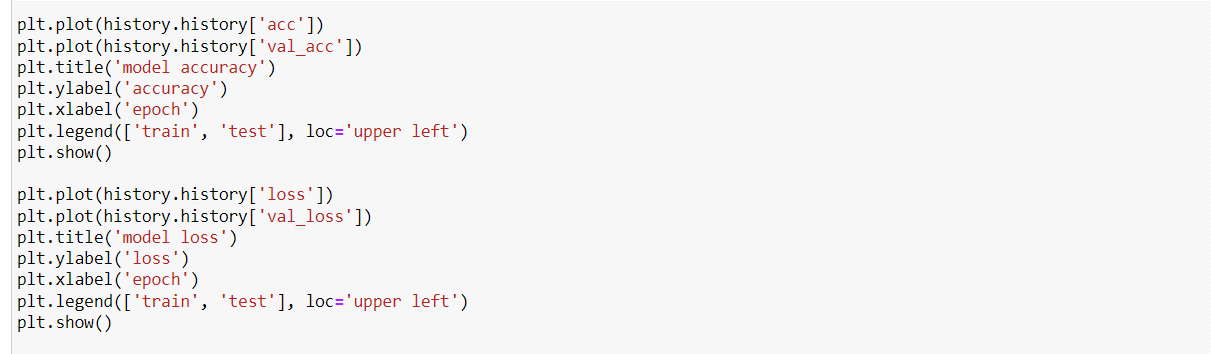 plt.plot(history.history['acc'])
plt.plot(history.history['val_acc'])
plt.title('model accuracy')
plt.ylabel('accuracy')
plt.xlabel('epoch')
plt.legend(['train', 'test'], loc='upper left')
plt.show()

plt.plot(history.history['loss'])
plt.plot(history.history['val_loss'])
plt.title('model loss')
plt.ylabel('loss')
plt.xlabel('epoch')
plt.legend(['train', 'test'], loc='upper left')
plt.show()